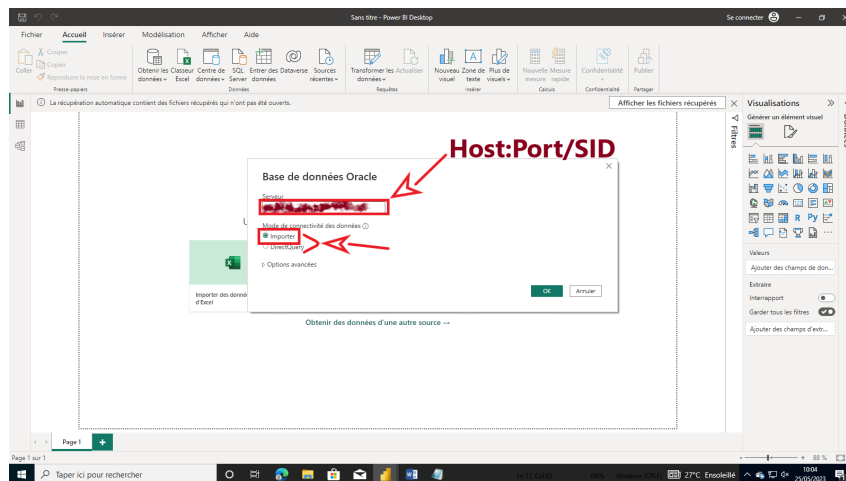 Sans titre - Power BI Desktop
Se connecter
Fichier Accueil Insérer Modélisation Afficher Aide
Coller
Couper
Copier
Reproduire la mise en forme
Presse-papiers
Obtenir les données
Classeur Excel
Centre de données
SQL Server
Entrer des données
Dataverse
Sources récentes
Données
Transformer les données
Actualiser
Requêtes
Nouveau visuel
Zone de texte
Plus de visuels
Insérer
Nouvelle mesure
Mesure rapide
Calculs
Confidentialité
Confidentialité
Publier
Partager
La récupération automatique contient des fichiers récupérés qui n'ont pas été ouverts.
Afficher les fichiers récupérés
Host:Port/SID
Base de données Oracle
Serveur
Mode de connectivité des données
Importer
DirectQuery
Options avancées
OK
Annuler
Importer des donné
d'Excel
Obtenir des données d'une autre source →
Filtres
Visualisations
Générer un élément visuel
R Py
Valeurs
Ajouter des champs de don...
Extraire
Interrapport
Garder tous les filtres
Ajouter des champs d'extr...
Page 1
Page 1 sur 1
88 %
Taper ici pour rechercher
27°C Ensoleillé
10:04
25/05/2023